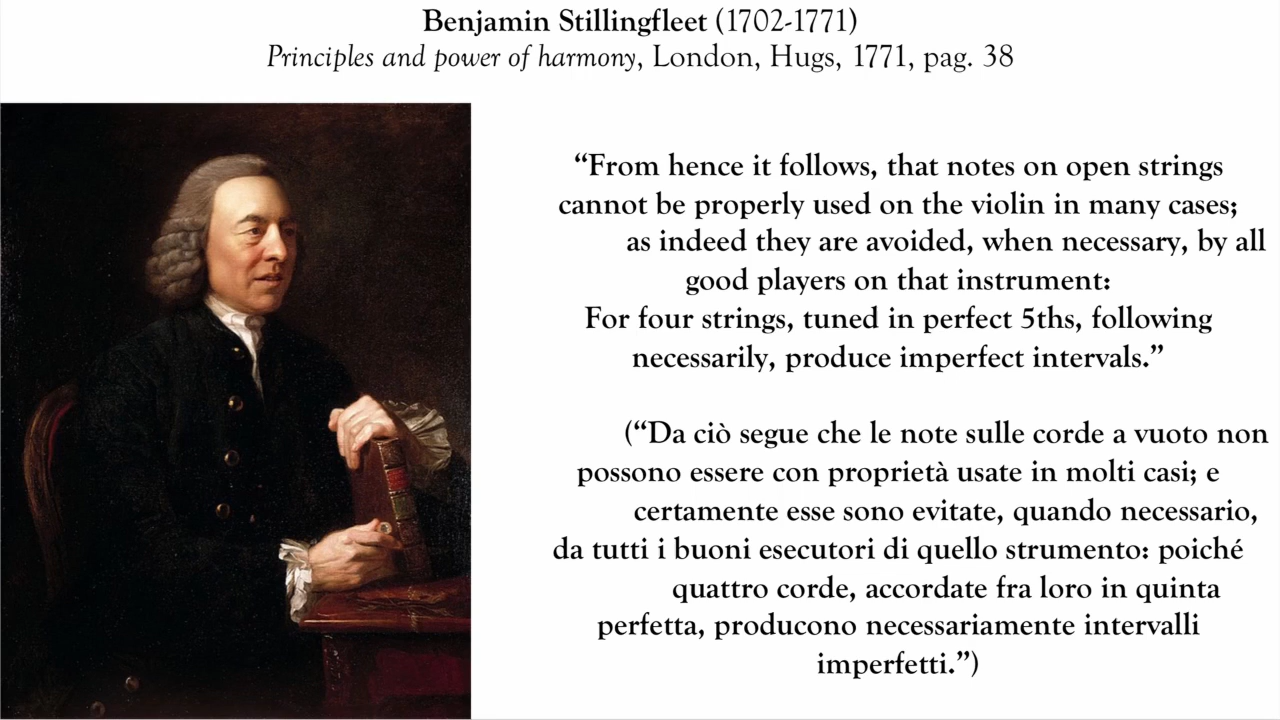 Benjamin Stillingfleet (1702-1771)
Principles and power of harmony, London, Hugs, 1771, pag. 38
“From hence it follows, that notes on open strings
cannot be properly used on the violin in many cases;
as indeed they are avoided, when necessary, by all
good players on that instrument:
For four strings, tuned in perfect 5ths, following
necessarily, produce imperfect intervals.”
(“Da ciò segue che le note sulle corde a vuoto non
possono essere con proprietà usate in molti casi; e
certamente esse sono evitate, quando necessario,
da tutti i buoni esecutori di quello strumento: poiché
quattro corde, accordate fra loro in quinta
perfetta, producono necessariamente intervalli
imperfetti.”)